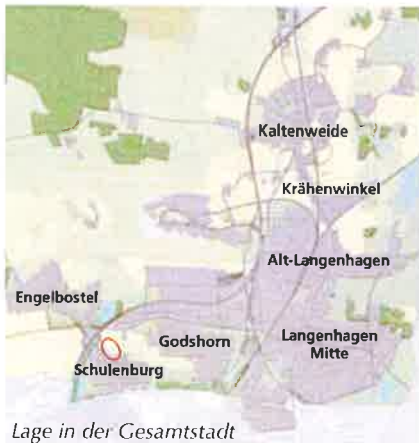 Kaltenweide
Krähenwinkel
Alt-Langenhagen
Engelbostel
Godshorn
Langenhagen
Mitte
Schulenburg
Lage in der Gesamtstadt